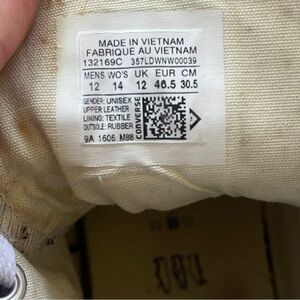 MADE IN VIETNAM
FABRIQUE AU VIETNAM
132169C 357LDWNW00039
MENS WO'S UK EUR CM
12 14 12 46.5 30.5
GENDER: UNISEX
UPPER:LEATHER
LINING: TEXTILE
OUTSOLE: RUBBER
9A 1606 M88
CONVERSE